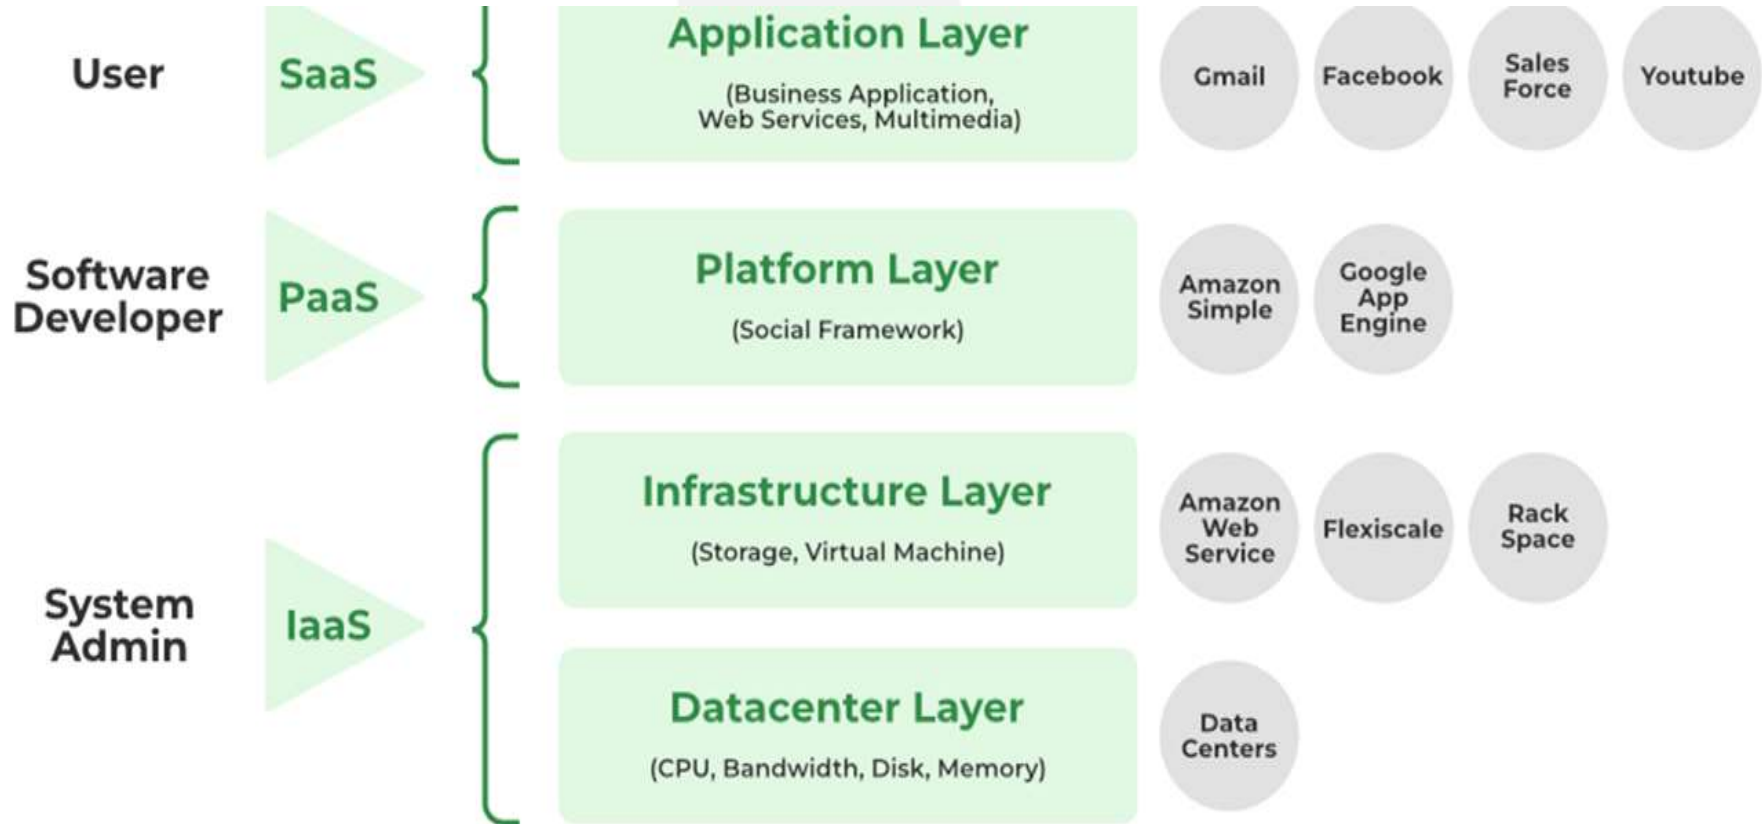 User
SaaS
Application Layer
(Business Application,
Web Services, Multimedia)
Gmail
Facebook
Sales
Force
Youtube
Software
Developer
PaaS
Platform Layer
(Social Framework)
Amazon
Simple
Google
App
Engine
System
Admin
IaaS
Infrastructure Layer
(Storage, Virtual Machine)
Amazon
Web
Service
Flexiscale
Rack
Space
Datacenter Layer
(CPU, Bandwidth, Disk, Memory)
Data
Centers